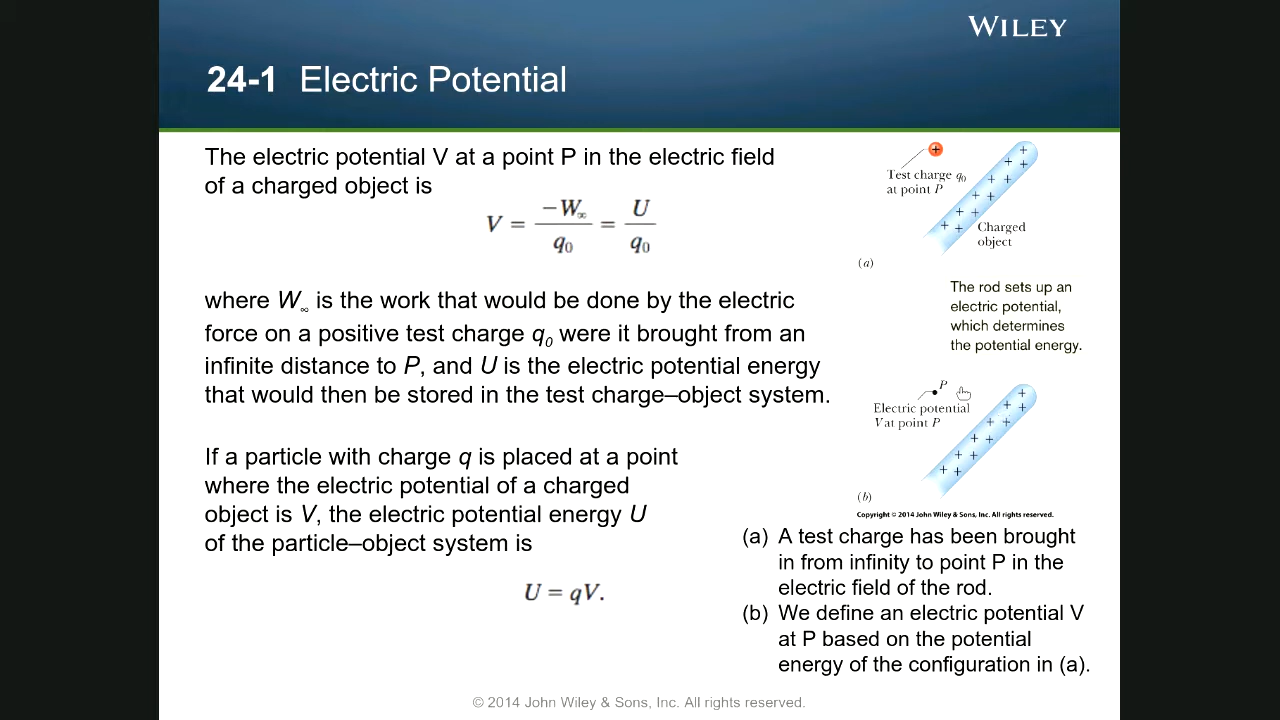 WILEY
24-1 Electric Potential
The electric potential V at a point P in the electric field
of a charged object is
V = −W∞/q0 = U/q0
where W∞ is the work that would be done by the electric
force on a positive test charge q0 were it brought from an
infinite distance to P, and U is the electric potential energy
that would then be stored in the test charge–object system.
If a particle with charge q is placed at a point
where the electric potential of a charged
object is V, the electric potential energy U
of the particle–object system is
U = qV.
+
Test charge q0
at point P
+ + + + + + + + + +
Charged
object
(a)
The rod sets up an
electric potential,
which determines
the potential energy.
P
Electric potential
V at point P
+ + + + + + + + + +
(b)
Copyright © 2014 John Wiley & Sons, Inc. All rights reserved.
(a) A test charge has been brought
in from infinity to point P in the
electric field of the rod.
(b) We define an electric potential V
at P based on the potential
energy of the configuration in (a).
© 2014 John Wiley & Sons, Inc. All rights reserved.